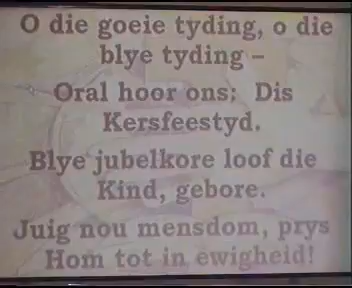 O die goeie tyding, o die
blye tyding –
Oral hoor ons: Dis
Kersfeestyd.
Blye jubelkore loof die
Kind, gebore.
Juig nou mensdom, prys
Hom tot in ewigheid!